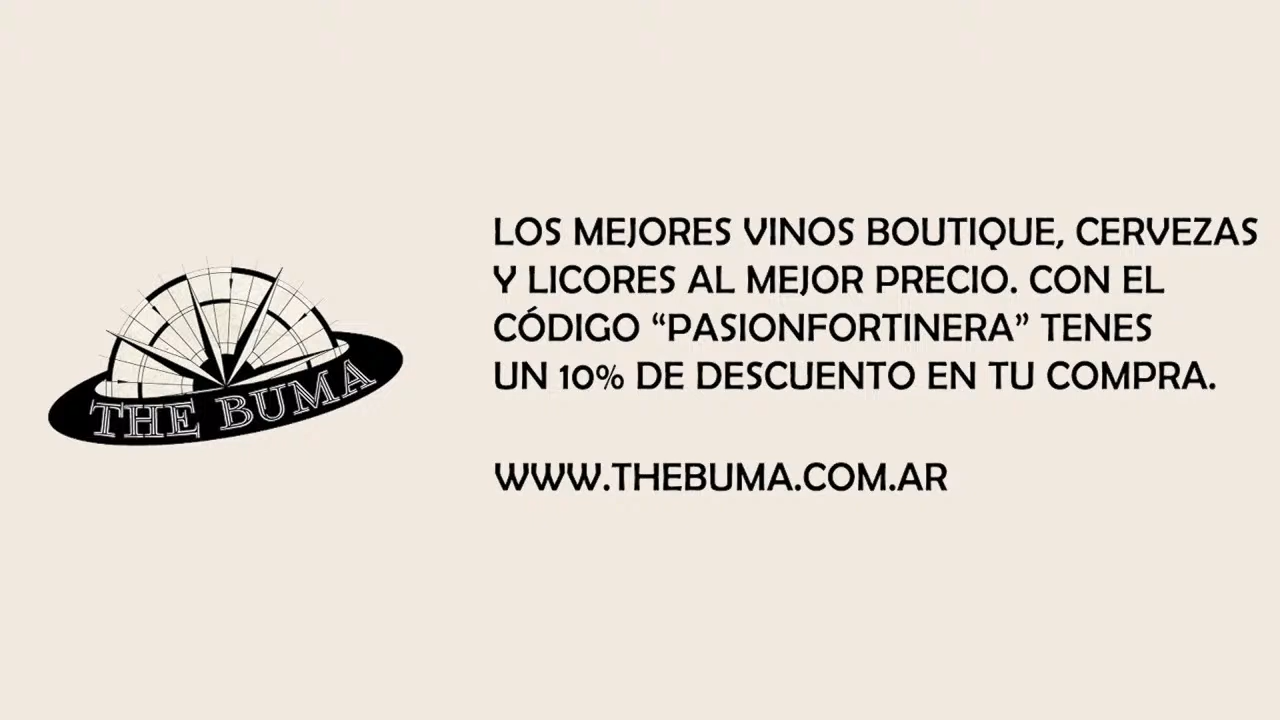 THE BUMA
LOS MEJORES VINOS BOUTIQUE, CERVEZAS
Y LICORES AL MEJOR PRECIO. CON EL
CÓDIGO “PASIONFORTINERA” TENES
UN 10% DE DESCUENTO EN TU COMPRA.
WWW.THEBUMA.COM.AR